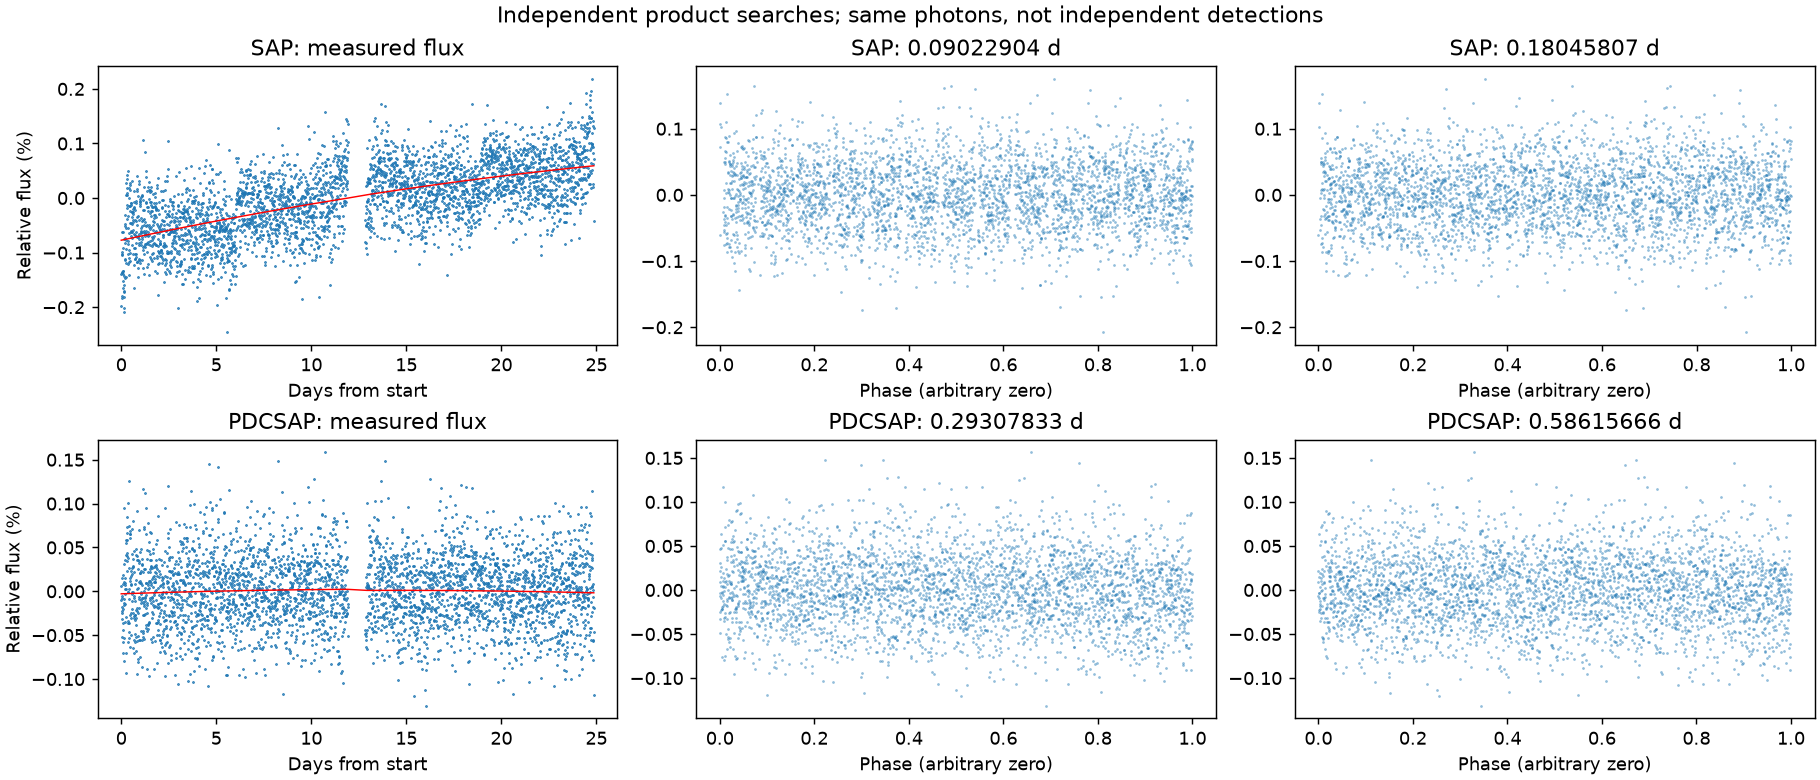 Independent product searches; same photons, not independent detections
SAP: measured flux
Relative flux (%)
0.2
0.1
0.0
−0.1
−0.2
0 5 10 15 20 25
Days from start
SAP: 0.09022904 d
0.1
0.0
−0.1
−0.2
0.0 0.2 0.4 0.6 0.8 1.0
Phase (arbitrary zero)
SAP: 0.18045807 d
0.1
0.0
−0.1
−0.2
0.0 0.2 0.4 0.6 0.8 1.0
Phase (arbitrary zero)
PDCSAP: measured flux
Relative flux (%)
0.15
0.10
0.05
0.00
−0.05
−0.10
0 5 10 15 20 25
Days from start
PDCSAP: 0.29307833 d
0.15
0.10
0.05
0.00
−0.05
−0.10
0.0 0.2 0.4 0.6 0.8 1.0
Phase (arbitrary zero)
PDCSAP: 0.58615666 d
0.15
0.10
0.05
0.00
−0.05
−0.10
0.0 0.2 0.4 0.6 0.8 1.0
Phase (arbitrary zero)